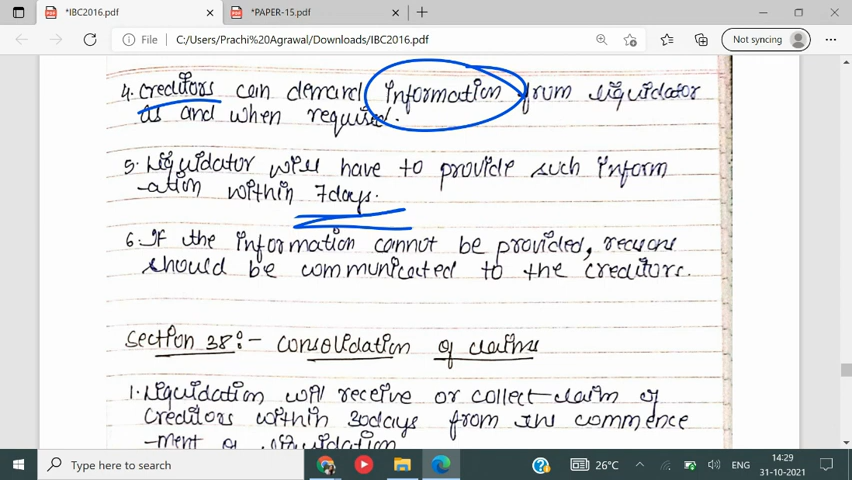 *IBC2016.pdf
*PAPER-15.pdf
File C:/Users/Prachi%20Agrawal/Downloads/IBC2016.pdf Not syncing
4. Creditors can demand information from liquidator
as and when required.
5. Liquidator will have to provide such inform
-ation within 7days.
6. If the information cannot be provided, reasons
should be communicated to the creditors.
Section 38:- Consolidation of claims
1. Liquidation will receive or collect claim of
Creditors within 30days from the commence
-ment of liquidation
Type here to search 26°C ENG 14:29
31-10-2021